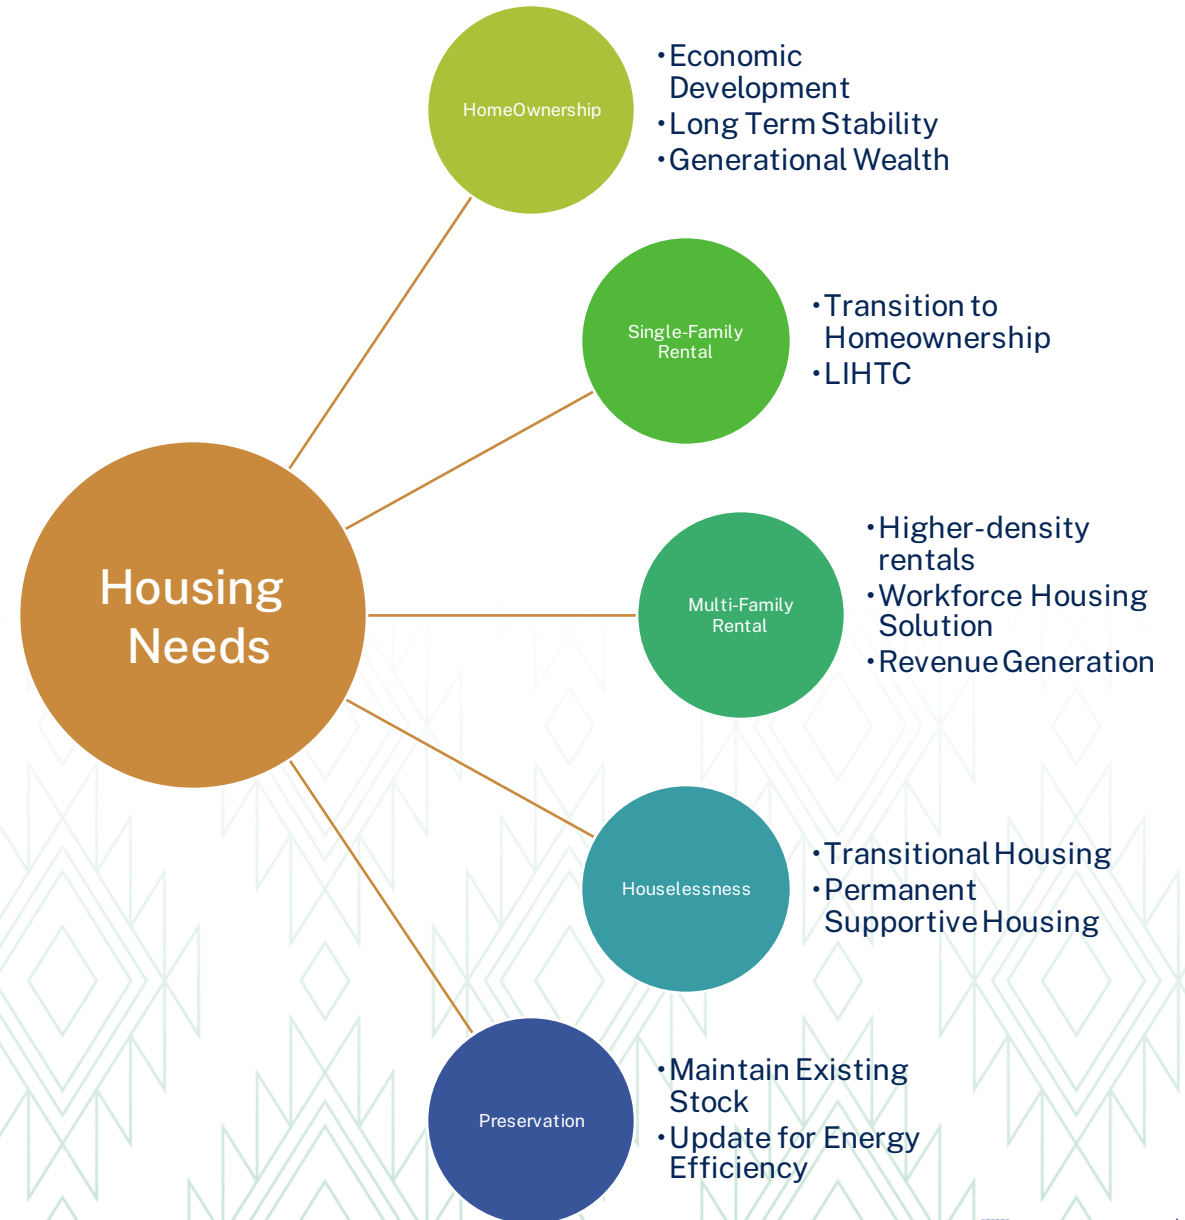 HomeOwnership
•Economic
Development
•Long Term Stability
•Generational Wealth
Single-Family
Rental
•Transition to
Homeownership
•LIHTC
Housing
Needs
Multi-Family
Rental
•Higher-density
rentals
•Workforce Housing
Solution
•Revenue Generation
Houselessness
•Transitional Housing
•Permanent
Supportive Housing
Preservation
•Maintain Existing
Stock
•Update for Energy
Efficiency